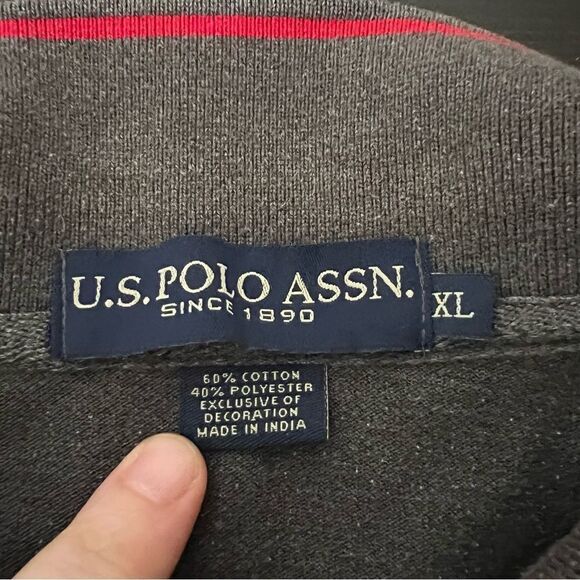 U.S. POLO ASSN.
SINCE 1890
XL
60% COTTON
40% POLYESTER
EXCLUSIVE OF
DECORATION
MADE IN INDIA